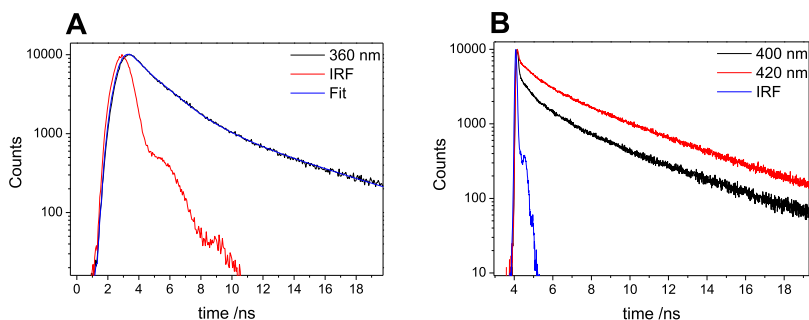 A
10000
1000
100
Counts
0 2 4 6 8 10 12 14 16 18
time /ns
360 nm
IRF
Fit
B
10000
1000
100
10
Counts
4 6 8 10 12 14 16 18
time /ns
400 nm
420 nm
IRF